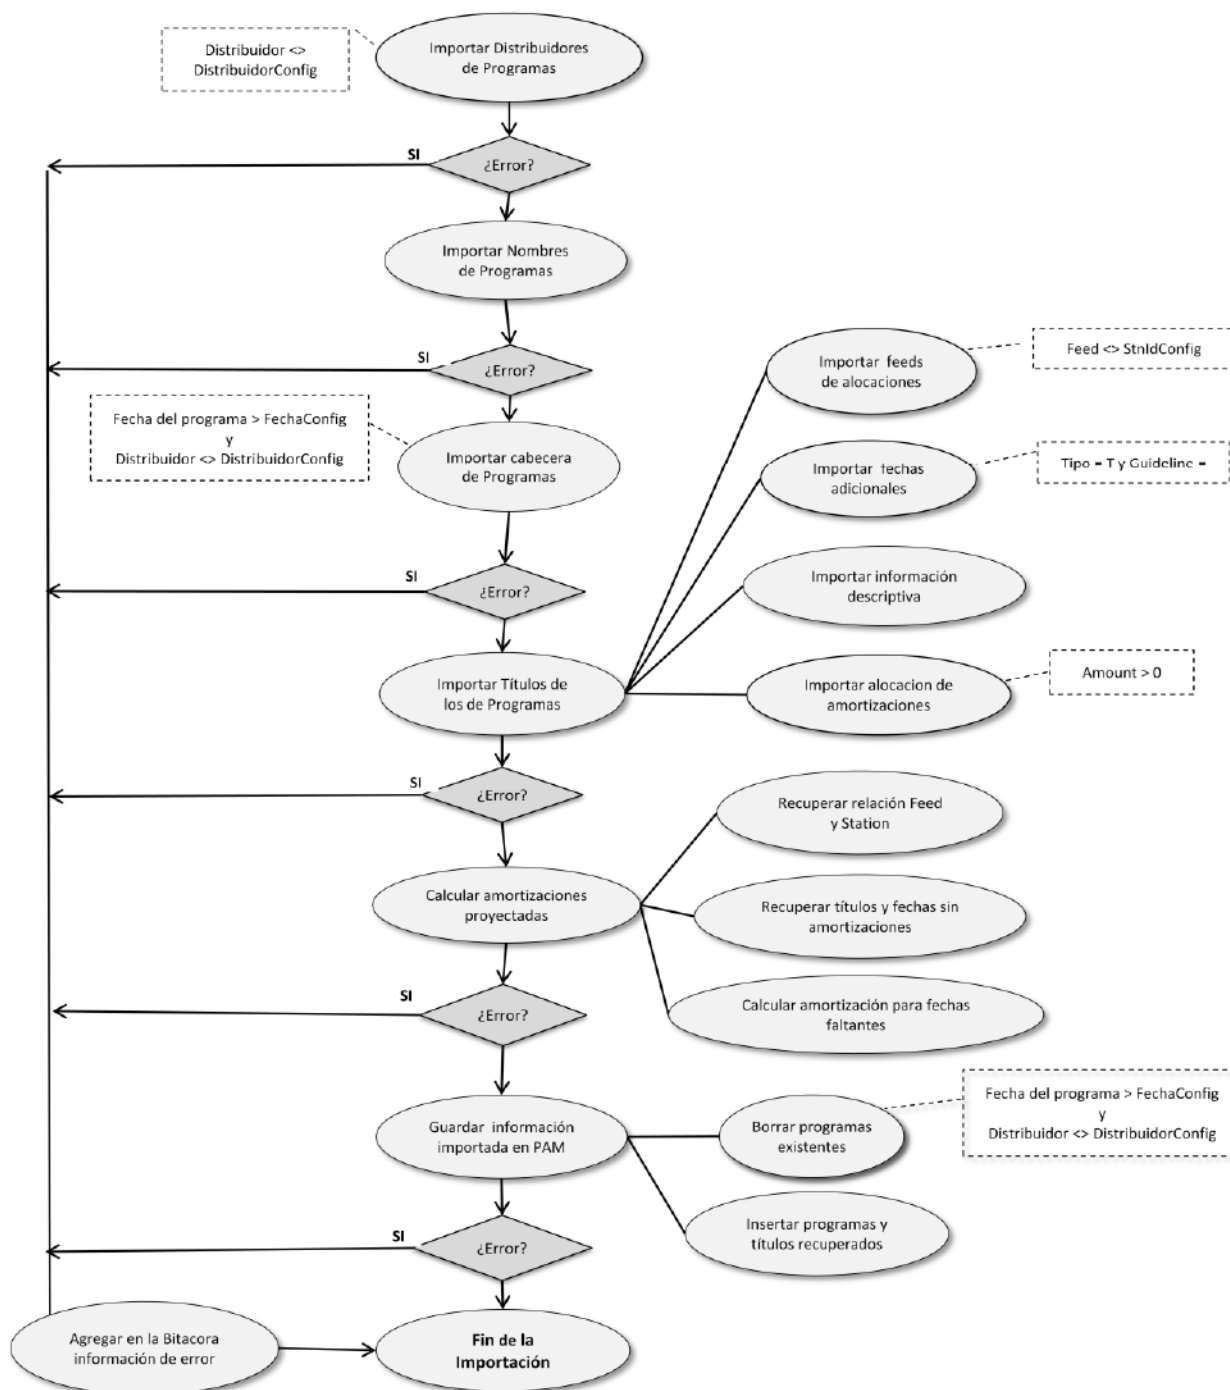 Distribuidor <>
DistribuidorConfig
Importar Distribuidores
de Programas
SI
¿Error?
Importar Nombres
de Programas
SI
¿Error?
Fecha del programa > FechaConfig
y
Distribuidor <> DistribuidorConfig
Importar cabecera
de Programas
Importar feeds
de alocaciones
Feed <> StnIdConfig
Importar fechas
adicionales
Tipo = T y Guideline =
SI
¿Error?
Importar información
descriptiva
Importar Títulos de
los de Programas
Importar alocacion de
amortizaciones
Amount > 0
SI
¿Error?
Recuperar relación Feed
y Station
Calcular amortizaciones
proyectadas
Recuperar títulos y fechas sin
amortizaciones
SI
¿Error?
Calcular amortización para fechas
faltantes
Guardar información
importada en PAM
Borrar programas
existentes
Fecha del programa > FechaConfig
y
Distribuidor <> DistribuidorConfig
SI
¿Error?
Insertar programas y
títulos recuperados
Agregar en la Bitacora
información de error
Fin de la
Importación